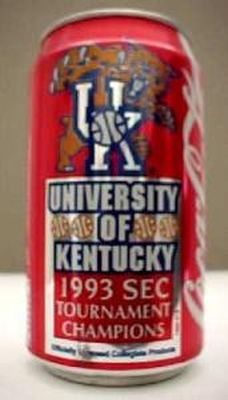 UK
UNIVERSITY
OF
KENTUCKY
1993 SEC
TOURNAMENT
CHAMPIONS
Officially Licensed Collegiate Products
Coca-Cola